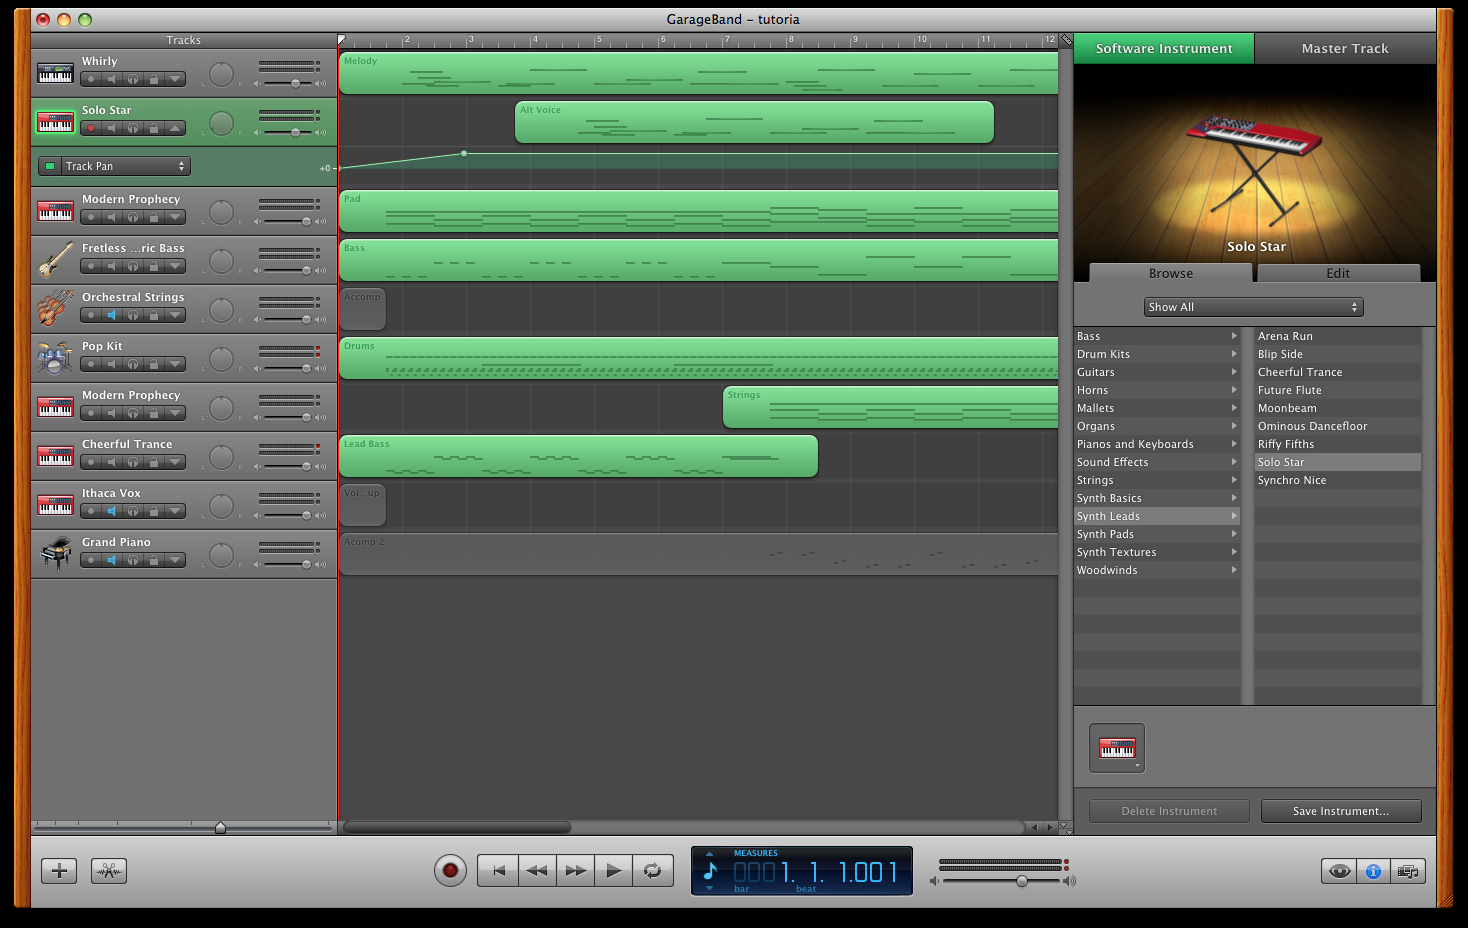 GarageBand – tutoria
Tracks
2 3 4 5 6 7 8 9 10 11 12
Software Instrument
Master Track
Whirly
Melody
Solo Star
Alt Voice
Track Pan
+0
Modern Prophecy
Pad
Fretless ...ric Bass
Bass
Orchestral Strings
Accomp
Pop Kit
Drums
Modern Prophecy
Strings
Cheerful Trance
Lead Bass
Ithaca Vox
Voi...up
Grand Piano
Acomp 2
Solo Star
Browse
Edit
Show All
Bass
Drum Kits
Guitars
Horns
Mallets
Organs
Pianos and Keyboards
Sound Effects
Strings
Synth Basics
Synth Leads
Synth Pads
Synth Textures
Woodwinds
Arena Run
Blip Side
Cheerful Trance
Future Flute
Moonbeam
Ominous Dancefloor
Riffy Fifths
Solo Star
Synchro Nice
Delete Instrument
Save Instrument...
MEASURES
0001. 1. 1.001
bar beat